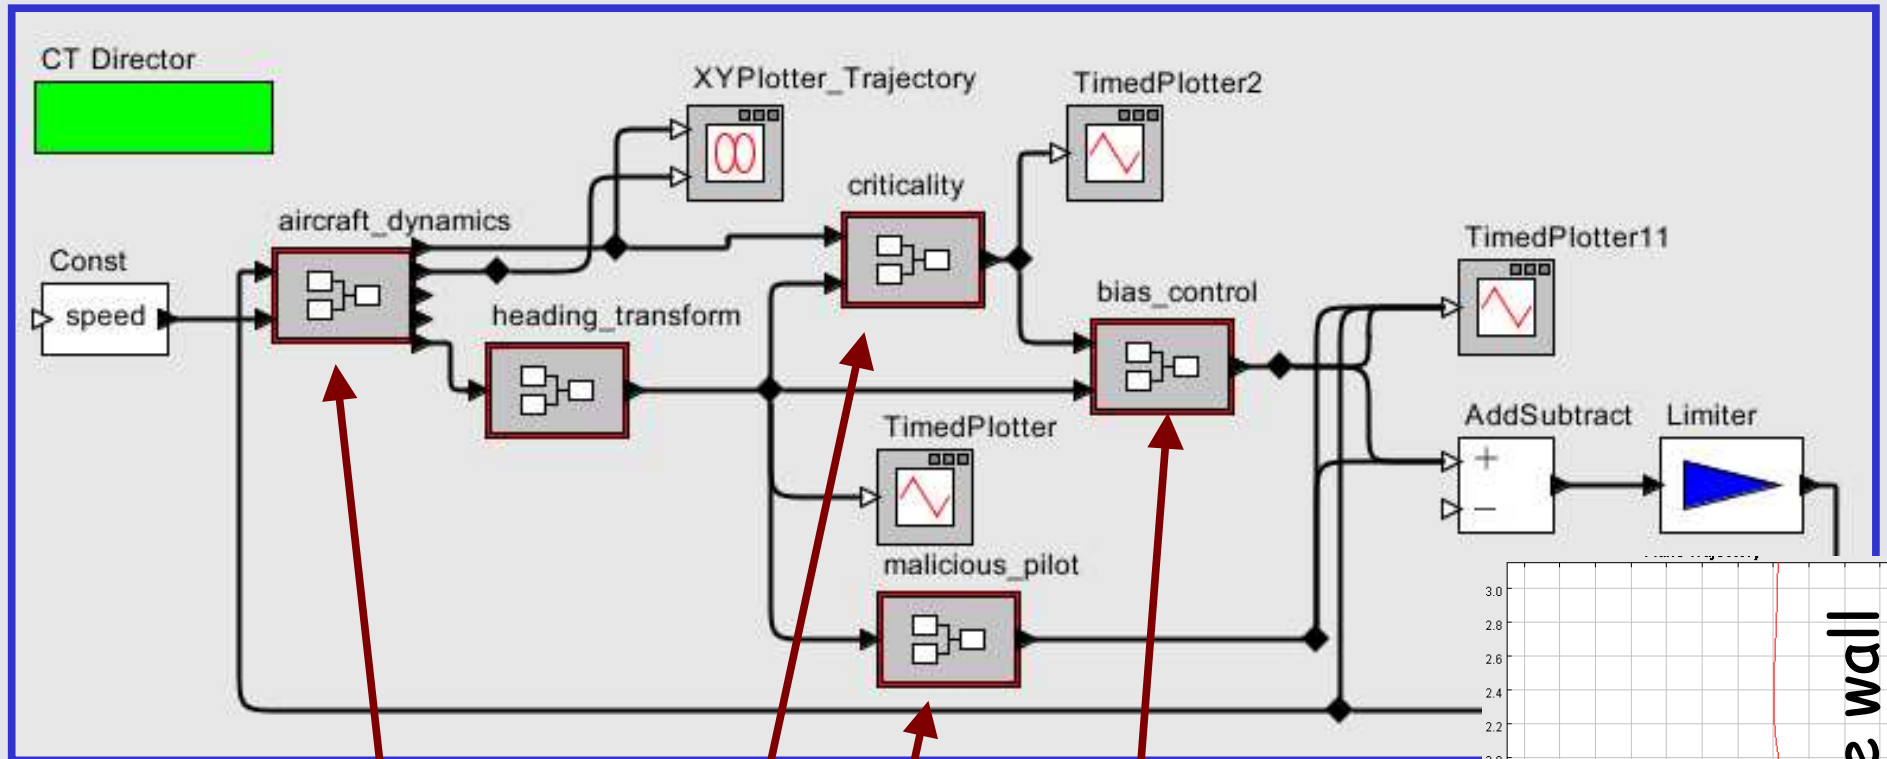 CT Director
XYPlotter_Trajectory
TimedPlotter2
criticality
aircraft_dynamics
TimedPlotter11
Const
speed
bias_control
heading_transform
TimedPlotter
AddSubtract
Limiter
+
−
malicious_pilot
3.0
2.8
2.6
2.4
2.2
wall